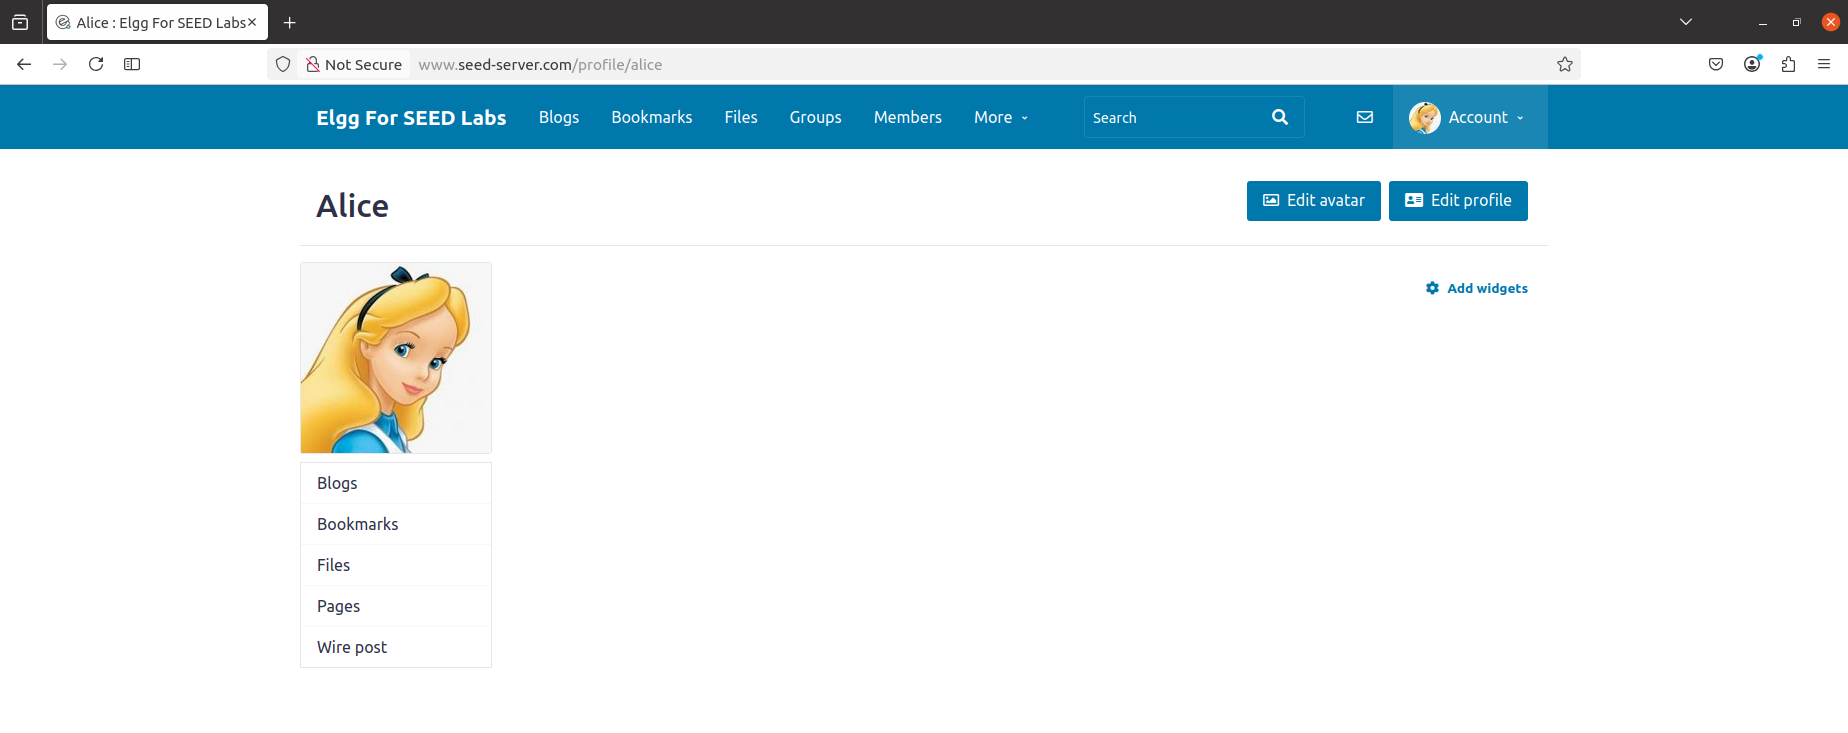 Alice : Elgg For SEED Labs
Not Secure www.seed-server.com/profile/alice
Elgg For SEED Labs Blogs Bookmarks Files Groups Members More Search Account
Alice Edit avatar Edit profile
Add widgets
Blogs
Bookmarks
Files
Pages
Wire post